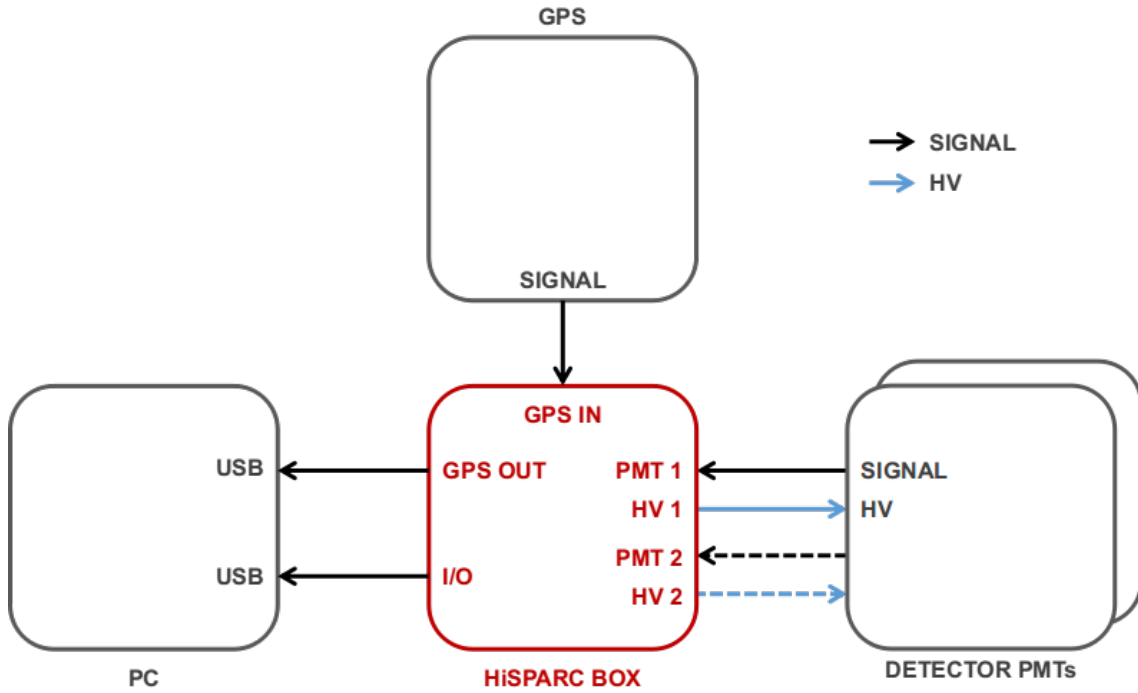 GPS
SIGNAL
HV
SIGNAL
GPS IN
USB
GPS OUT
PMT 1
SIGNAL
HV 1
HV
PMT 2
USB
I/O
HV 2
PC
HiSPARC BOX
DETECTOR PMTs